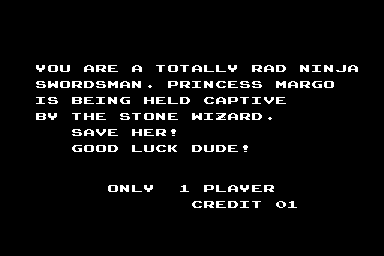 YOU ARE A TOTALLY RAD NINJA
SWORDSMAN. PRINCESS MARGO
IS BEING HELD CAPTIVE
BY THE STONE WIZARD.
SAVE HER!
GOOD LUCK DUDE!
ONLY 1 PLAYER
CREDIT 01